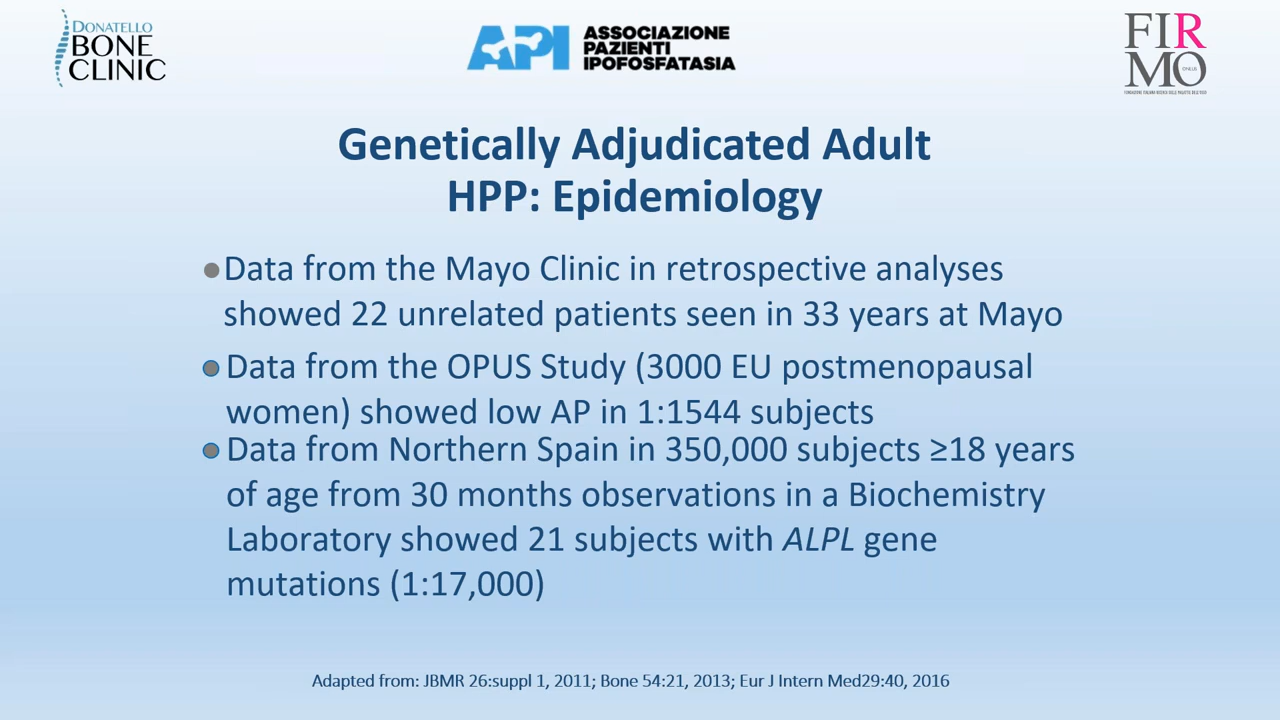 DONATELLO
BONE
CLINIC
API
ASSOCIAZIONE
PAZIENTI
IPOFOSFATASIA
FIR
MO
Genetically Adjudicated Adult
HPP: Epidemiology
●Data from the Mayo Clinic in retrospective analyses
showed 22 unrelated patients seen in 33 years at Mayo
● Data from the OPUS Study (3000 EU postmenopausal
women) showed low AP in 1:1544 subjects
● Data from Northern Spain in 350,000 subjects ≥18 years
of age from 30 months observations in a Biochemistry
Laboratory showed 21 subjects with ALPL gene
mutations (1:17,000)
Adapted from: JBMR 26:suppl 1, 2011; Bone 54:21, 2013; Eur J Intern Med29:40, 2016